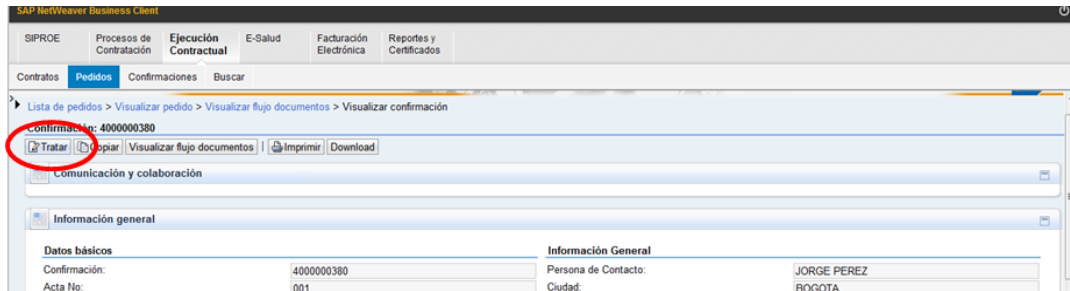 SAP NetWeaver Business Client
SIPROE Procesos de Contratación Ejecución Contractual E-Salud Facturación Electrónica Reportes y Certificados
Contratos Pedidos Confirmaciones Buscar
Lista de pedidos > Visualizar pedido > Visualizar flujo documentos > Visualizar confirmación
Confirmación: 4000000380
Tratar Copiar Visualizar flujo documentos | Imprimir Download
Comunicación y colaboración
Información general
Datos básicos Información General
Confirmación: 4000000380 Persona de Contacto: JORGE PEREZ
Acta No: 001 Ciudad: BOGOTA